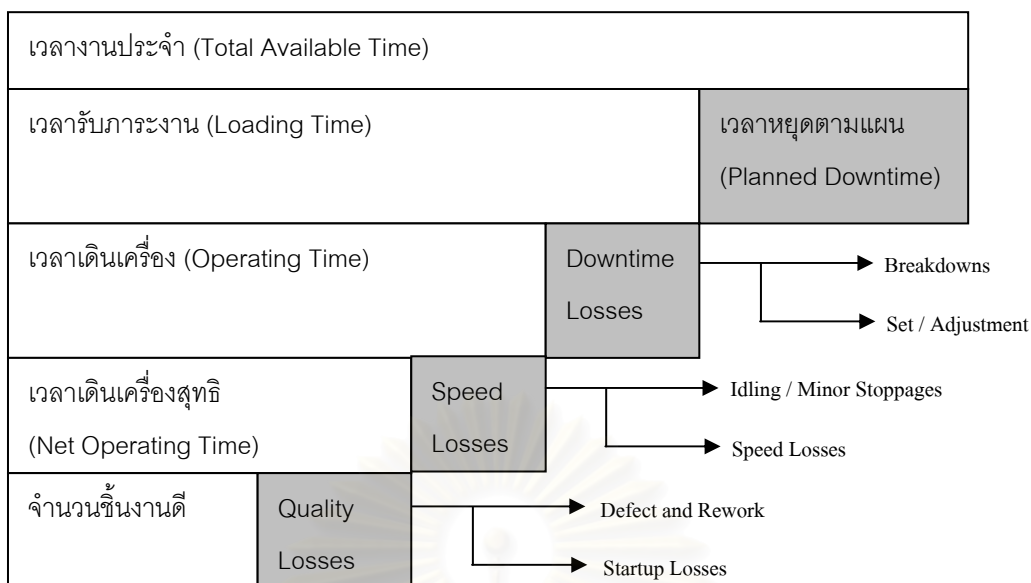 เวลางานประจำ (Total Available Time)
เวลารับภาระงาน (Loading Time)
เวลาหยุดตามแผน
(Planned Downtime)
เวลาเดินเครื่อง (Operating Time)
Downtime
Losses
Breakdowns
Set / Adjustment
เวลาเดินเครื่องสุทธิ
(Net Operating Time)
Speed
Losses
Idling / Minor Stoppages
Speed Losses
จำนวนชิ้นงานดี
Quality
Losses
Defect and Rework
Startup Losses